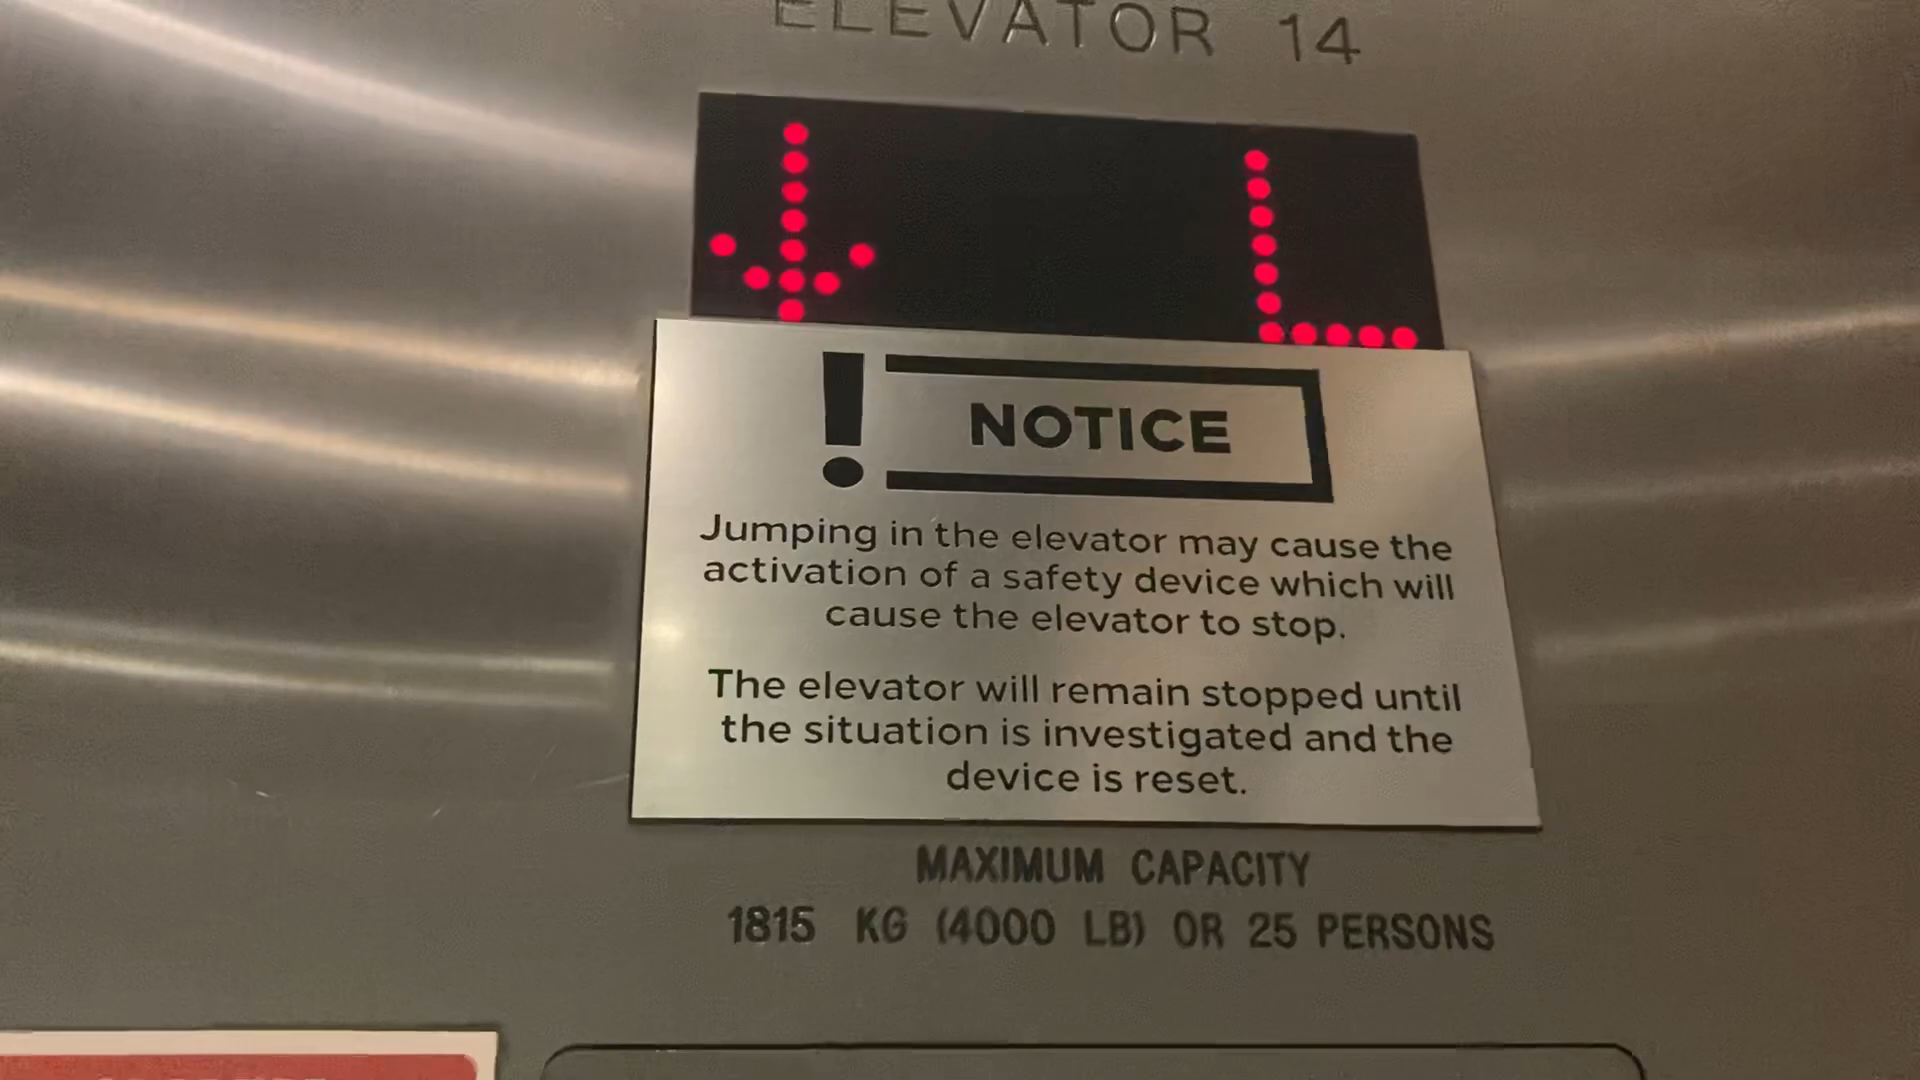 ELEVATOR 14
L
NOTICE
Jumping in the elevator may cause the
activation of a safety device which will
cause the elevator to stop.
The elevator will remain stopped until
the situation is investigated and the
device is reset.
MAXIMUM CAPACITY
1815 KG (4000 LB) OR 25 PERSONS